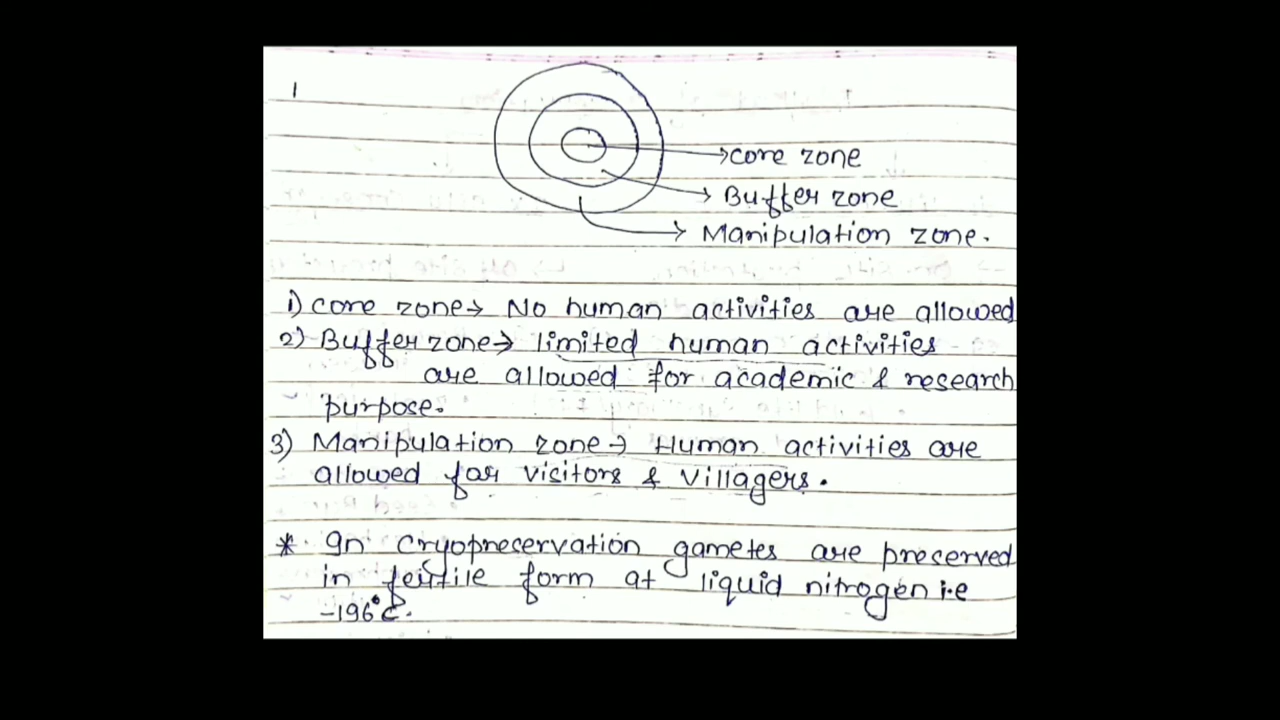 1
core zone
Buffer zone
Manipulation zone.
1) core zone → No human activities are allowed
2) Buffer zone → limited human activities
are allowed for academic & research
purpose.
3) Manipulation zone → Human activities are
allowed for visitors & villagers.
* In cryopreservation gametes are preserved
in fertile form at liquid nitrogen i.e
-196°C.